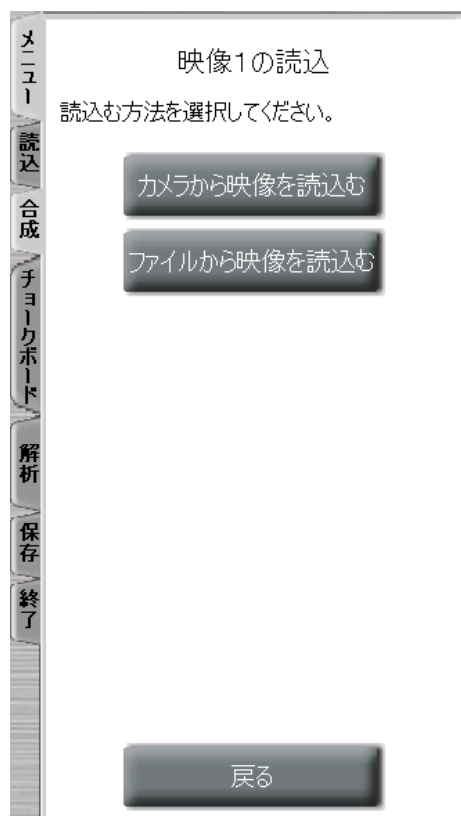 メニュー
読込
合成
チョークボード
解析
保存
終了
映像1の読込
読込む方法を選択してください。
カメラから映像を読込む
ファイルから映像を読込む
戻る